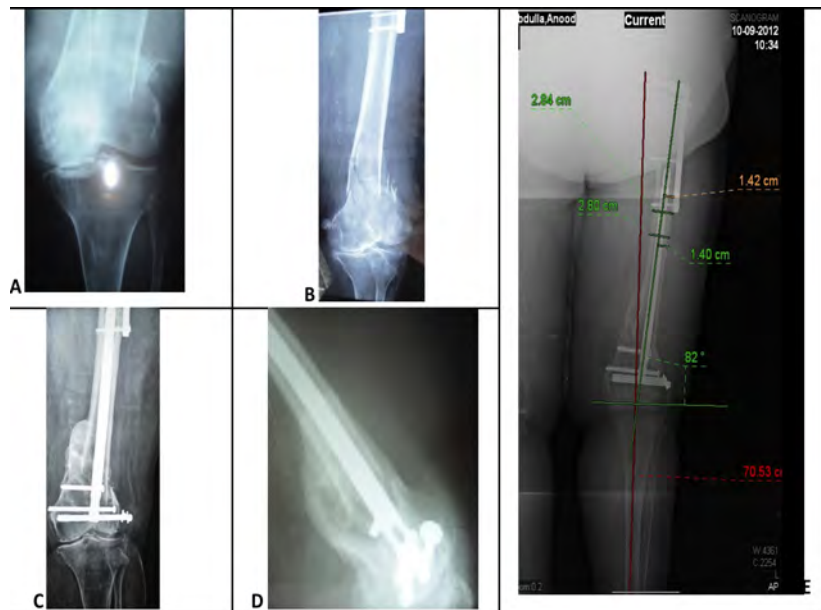 A
B
C
D
bdulla,Anood
Current
SCANOGRAM
10-09-2012
10:34
2.84 cm
1.42 cm
2.80 cm
1.40 cm
82 °
70.53 c
W 4361
C 2254
L
AP
E